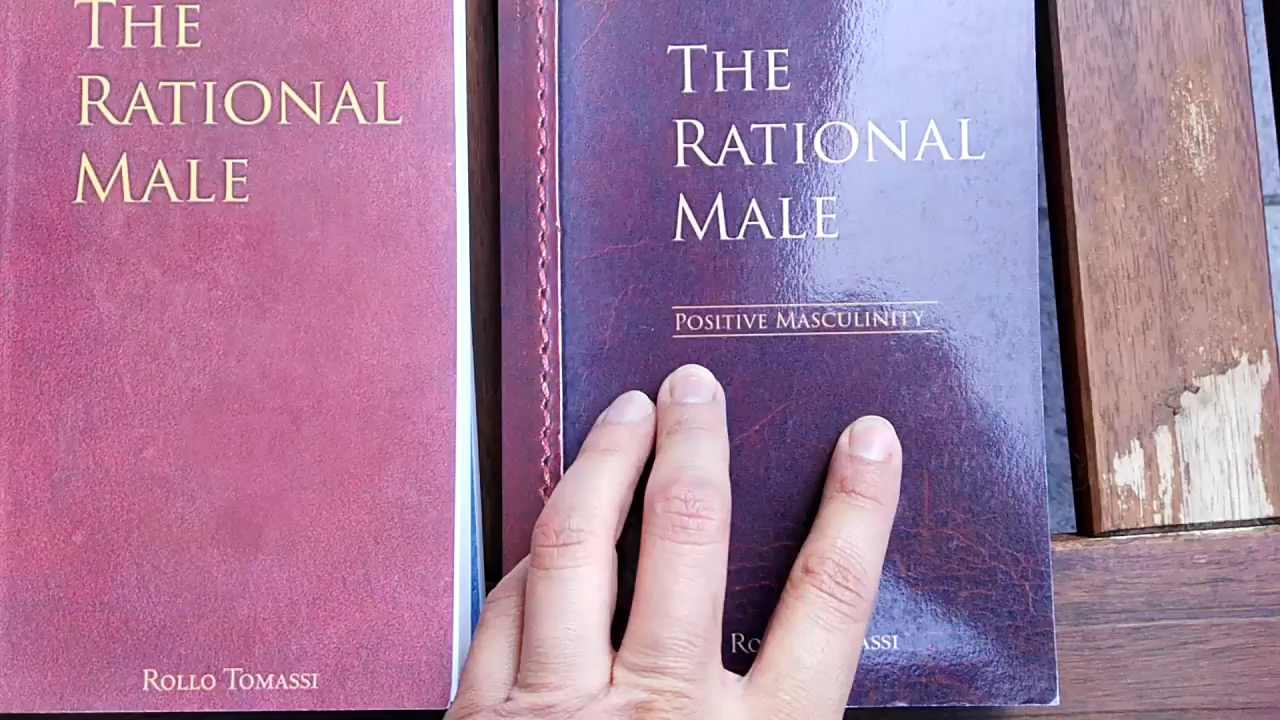 The
Rational
Male
Rollo Tomassi
The
Rational
Male
Positive Masculinity